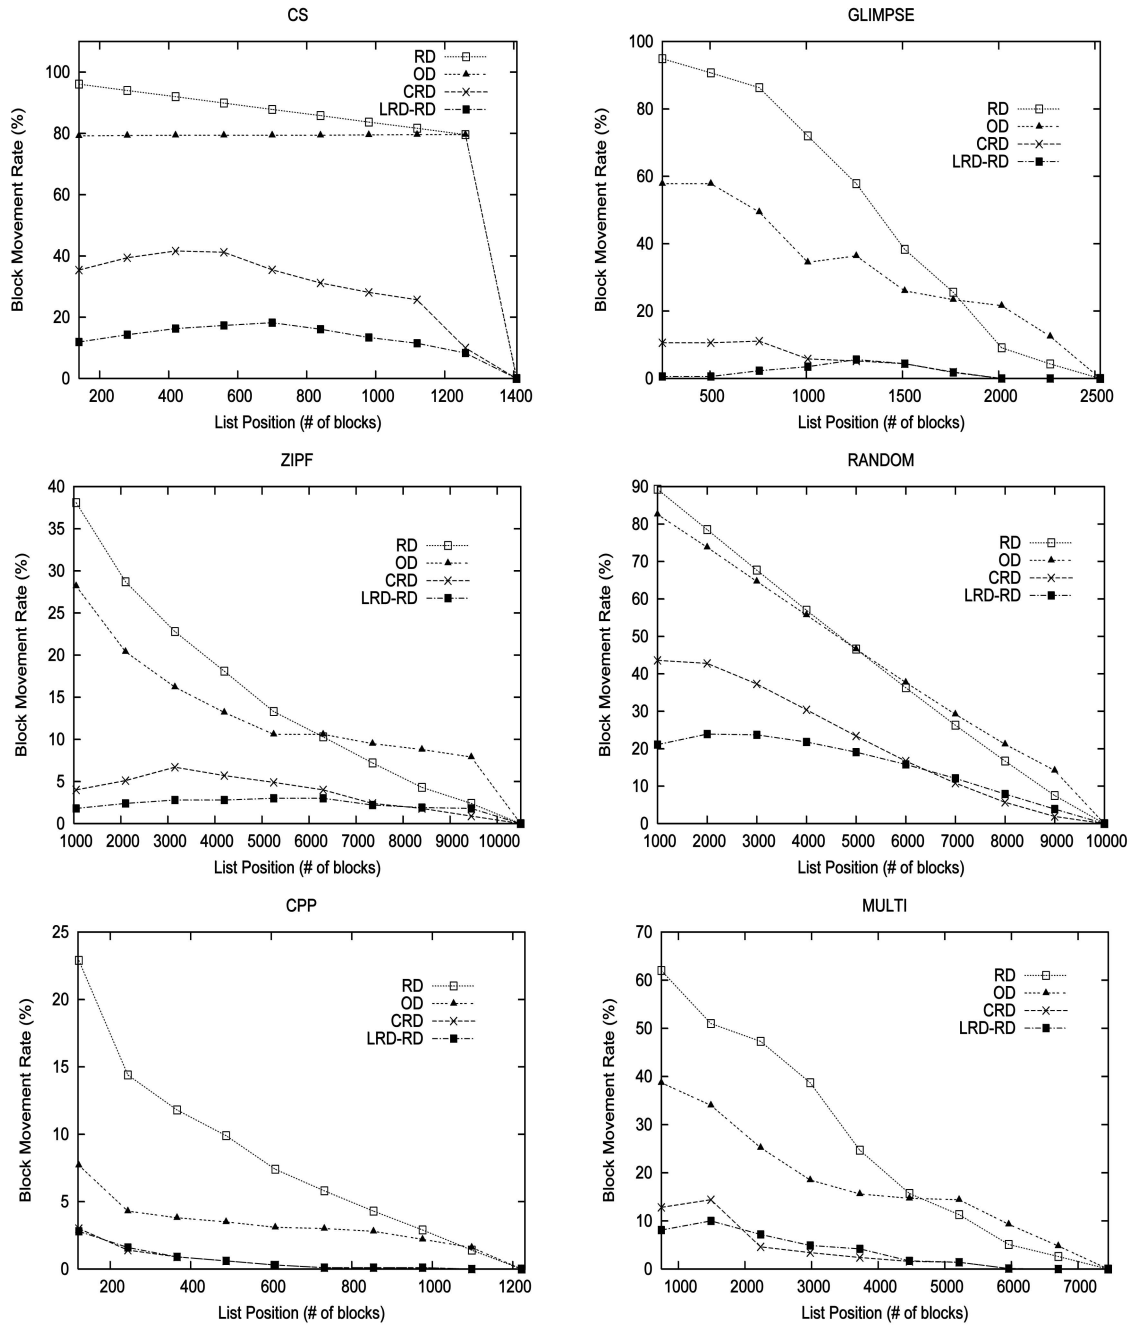 CS
Block Movement Rate (%)
100
80
60
40
20
0
RD
OD
CRD
LRD-RD
200 400 600 800 1000 1200 1400
List Position (# of blocks)
GLIMPSE
Block Movement Rate (%)
100
80
60
40
20
0
RD
OD
CRD
LRD-RD
500 1000 1500 2000 2500
List Position (# of blocks)
ZIPF
Block Movement Rate (%)
40
35
30
25
20
15
10
5
0
RD
OD
CRD
LRD-RD
1000 2000 3000 4000 5000 6000 7000 8000 9000 10000
List Position (# of blocks)
RANDOM
Block Movement Rate (%)
90
80
70
60
50
40
30
20
10
0
RD
OD
CRD
LRD-RD
1000 2000 3000 4000 5000 6000 7000 8000 9000 10000
List Position (# of blocks)
CPP
Block Movement Rate (%)
25
20
15
10
5
0
RD
OD
CRD
LRD-RD
200 400 600 800 1000 1200
List Position (# of blocks)
MULTI
Block Movement Rate (%)
70
60
50
40
30
20
10
0
RD
OD
CRD
LRD-RD
1000 2000 3000 4000 5000 6000 7000
List Position (# of blocks)